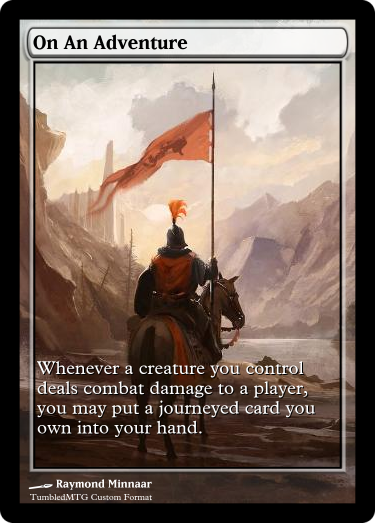 On An Adventure
Whenever a creature you control
deals combat damage to a player,
you may put a journeyed card you
own into your hand.
Raymond Minnaar
TumbledMTG Custom Format